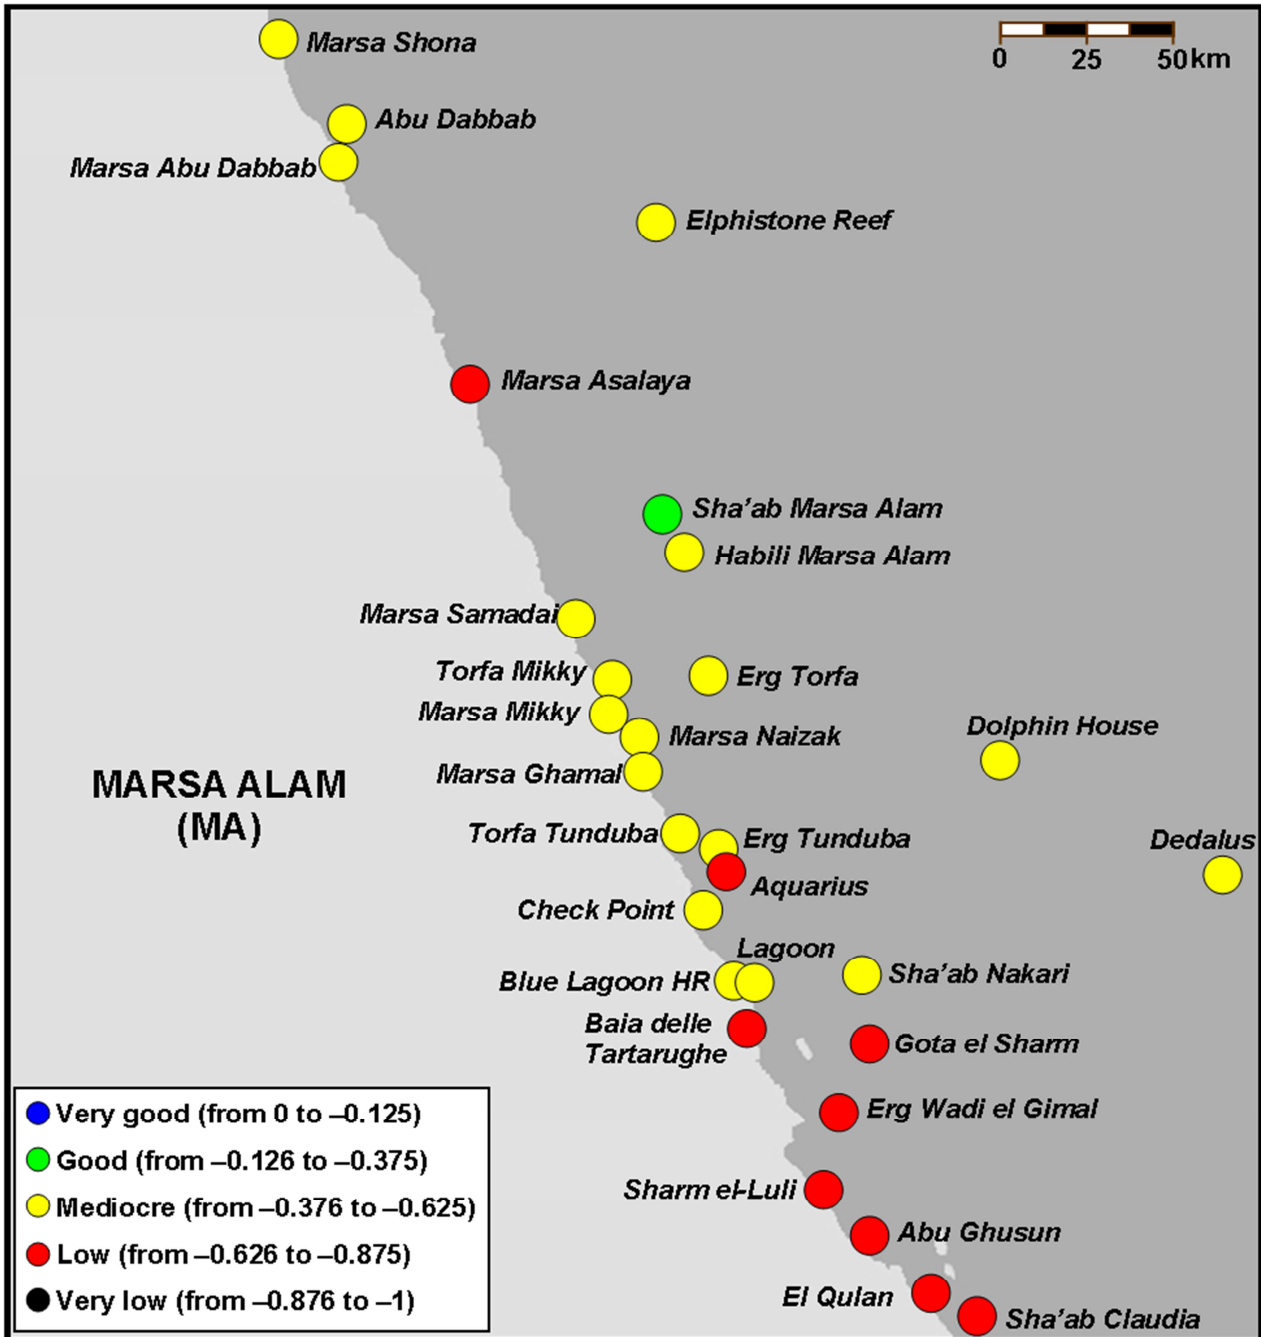 Marsa Shona
0 25 50 km
Abu Dabbab
Marsa Abu Dabbab
Elphistone Reef
Marsa Asalaya
Sha’ab Marsa Alam
Habili Marsa Alam
Marsa Samadai
Torfa Mikky
Erg Torfa
Marsa Mikky
Dolphin House
Marsa Naizak
Marsa Ghamal
MARSA ALAM
(MA)
Torfa Tunduba
Erg Tunduba
Dedalus
Aquarius
Check Point
Lagoon
Blue Lagoon HR
Sha’ab Nakari
Baia delle
Tartarughe
Gota el Sharm
Erg Wadi el Gimal
Sharm el-Luli
Abu Ghusun
El Qulan
Sha’ab Claudia
Very good (from 0 to –0.125)
Good (from –0.126 to –0.375)
Mediocre (from –0.376 to –0.625)
Low (from –0.626 to –0.875)
Very low (from –0.876 to –1)